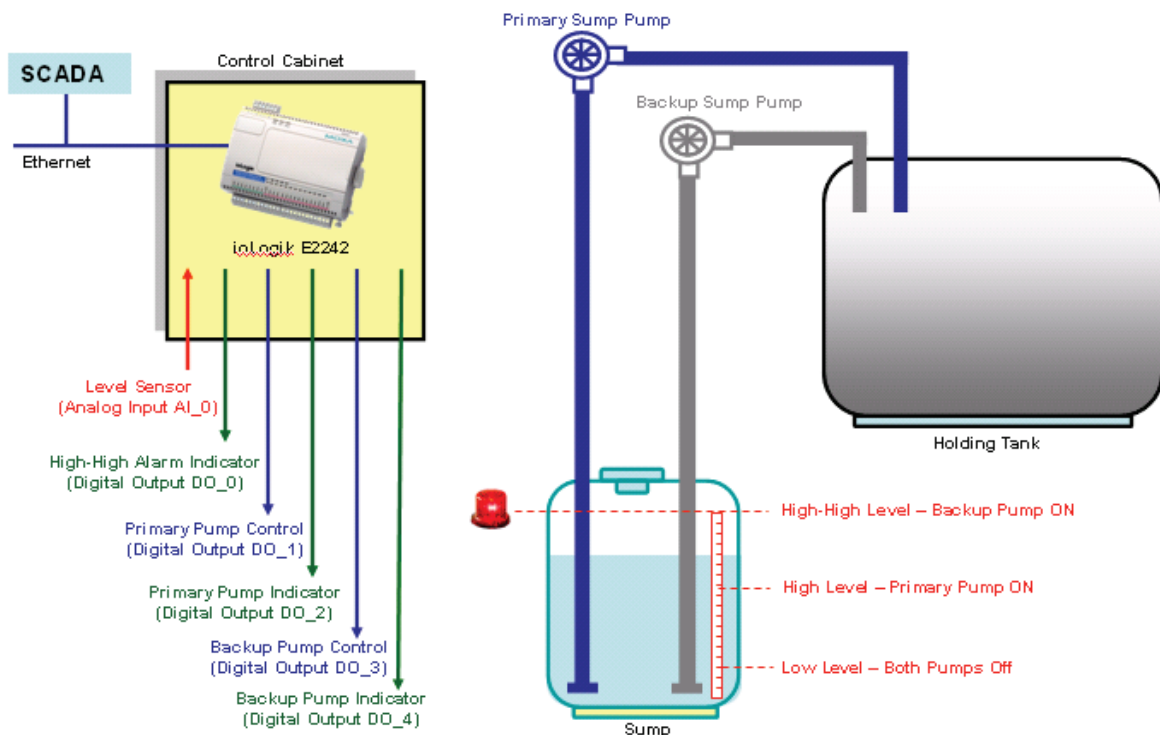 Primary Sump Pump
Control Cabinet
SCADA
Backup Sump Pump
Ethernet
MOXA
ioLogik E2242
Level Sensor
(Analog Input AI_0)
High-High Alarm Indicator
(Digital Output DO_0)
Primary Pump Control
(Digital Output DO_1)
Primary Pump Indicator
(Digital Output DO_2)
Backup Pump Control
(Digital Output DO_3)
Backup Pump Indicator
(Digital Output DO_4)
Holding Tank
High-High Level – Backup Pump ON
High Level – Primary Pump ON
Low Level – Both Pumps Off
Sump